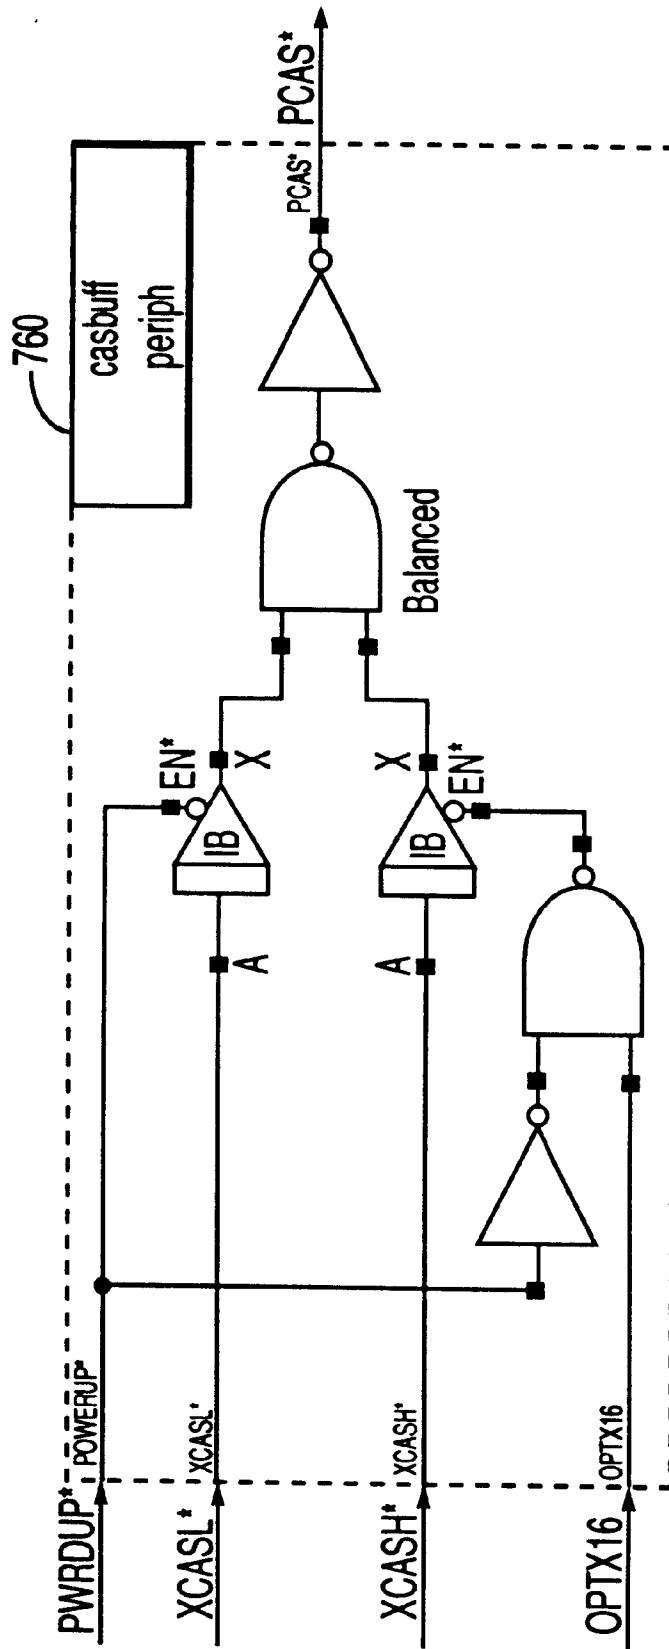 760
casbuff
periph
PWRDUP*
POWERUP*
EN*
IB
X
XCASL*
XCASL*
A
PCAS*
PCAS*
Balanced
XCASH*
XCASH*
A
IB
X
EN*
OPTX16
OPTX16